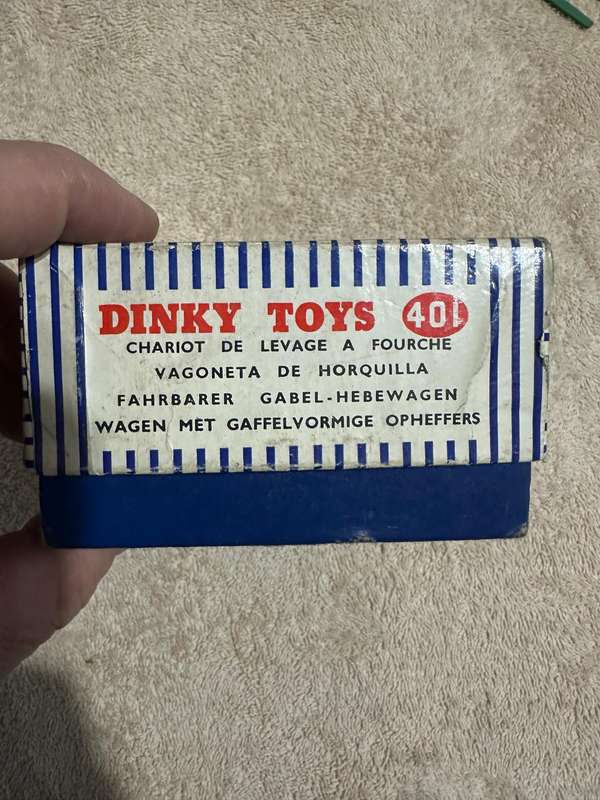 DINKY TOYS 401
CHARIOT DE LEVAGE A FOURCHE
VAGONETA DE HORQUILLA
FAHRBARER GABEL-HEBEWAGEN
WAGEN MET GAFFELVORMIGE OPHEFFERS